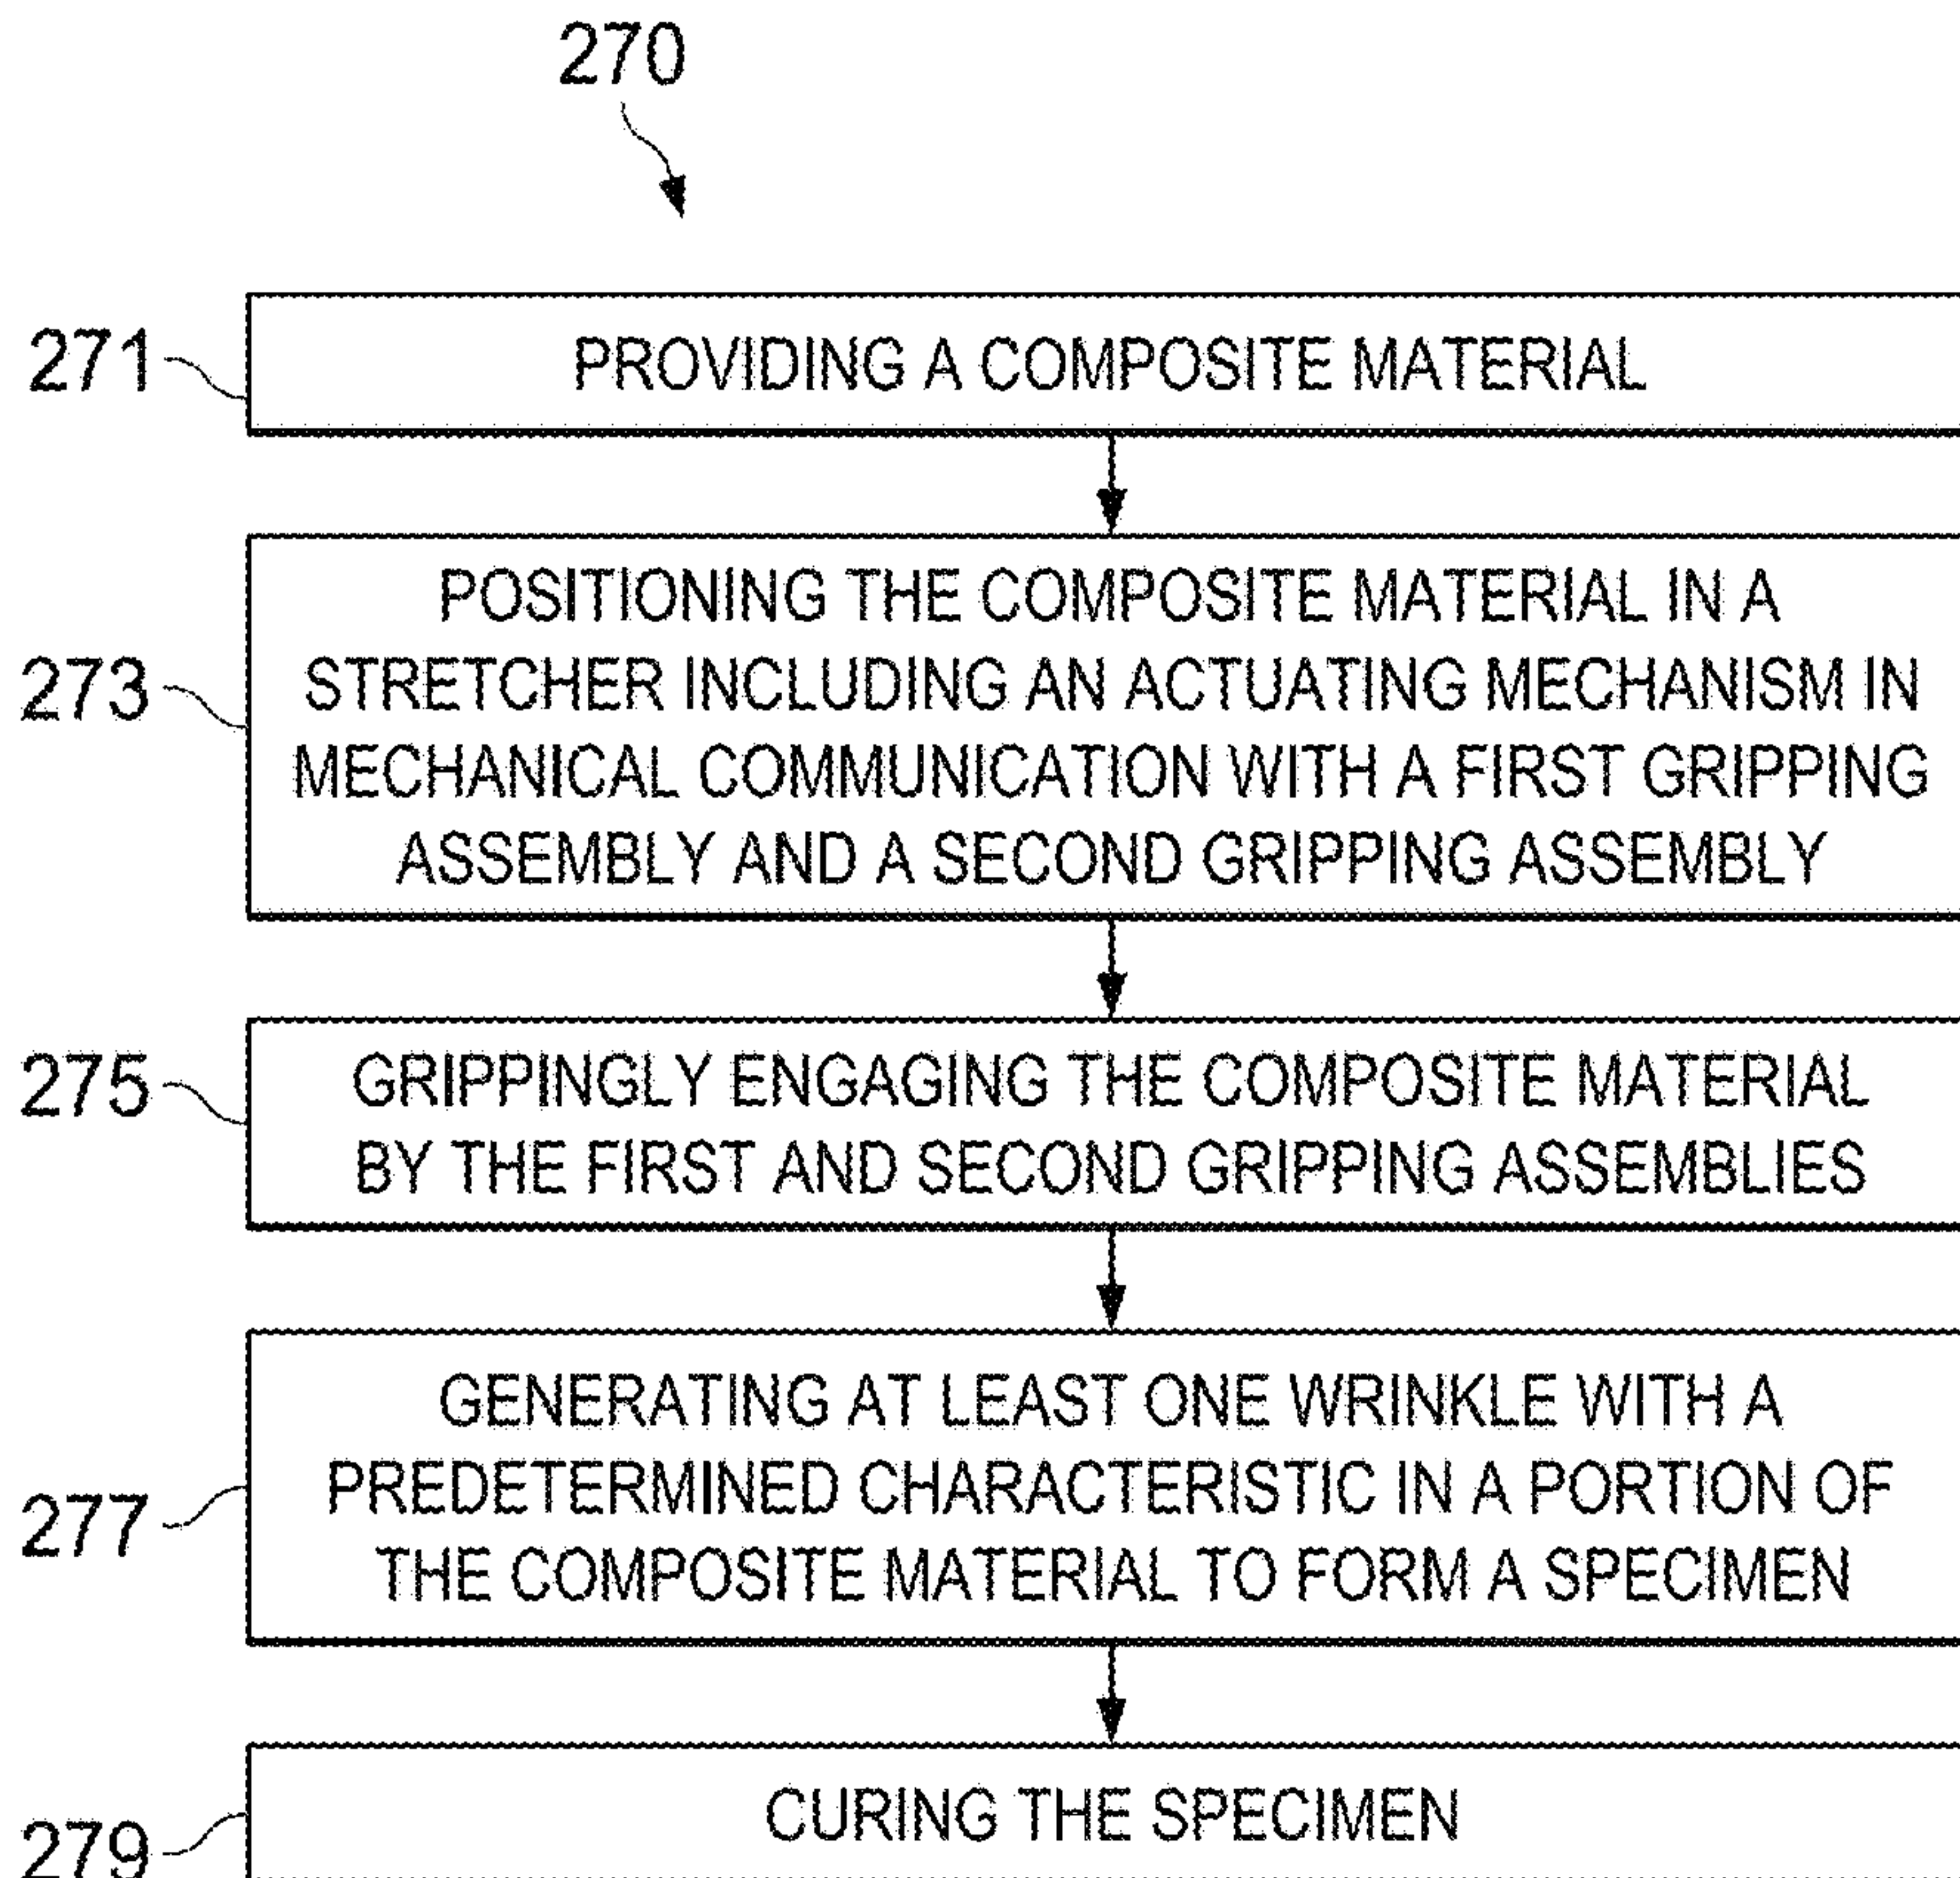 270
271
PROVIDING A COMPOSITE MATERIAL
273
POSITIONING THE COMPOSITE MATERIAL IN A
STRETCHER INCLUDING AN ACTUATING MECHANISM IN
MECHANICAL COMMUNICATION WITH A FIRST GRIPPING
ASSEMBLY AND A SECOND GRIPPING ASSEMBLY
275
GRIPPINGLY ENGAGING THE COMPOSITE MATERIAL
BY THE FIRST AND SECOND GRIPPING ASSEMBLIES
277
GENERATING AT LEAST ONE WRINKLE WITH A
PREDETERMINED CHARACTERISTIC IN A PORTION OF
THE COMPOSITE MATERIAL TO FORM A SPECIMEN
279
CURING THE SPECIMEN